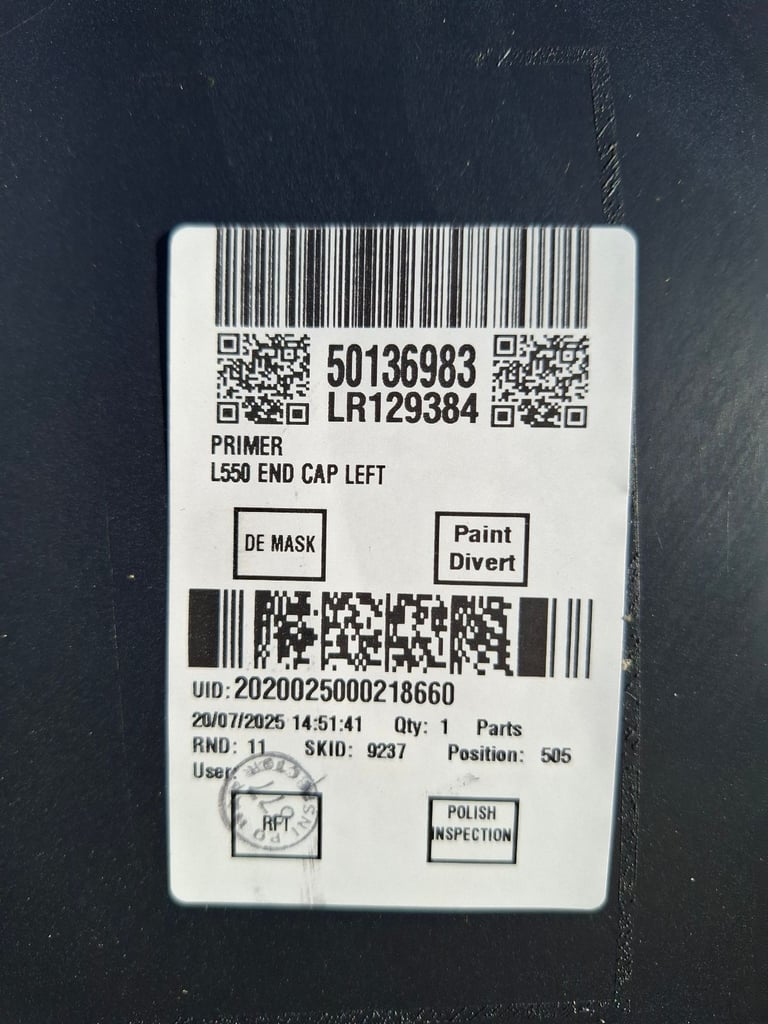 50136983
LR129384
PRIMER
L550 END CAP LEFT
DE MASK
Paint
Divert
UID: 2020025000218660
20/07/2025 14:51:41 Qty: 1 Parts
RND: 11 SKID: 9237 Position: 505
User:
RFT
POLISH
INSPECTION